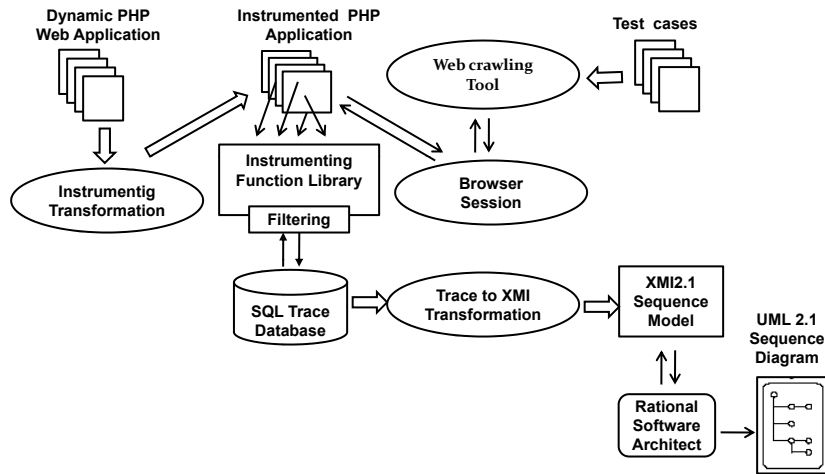 Dynamic PHP
Web Application
Instrumented PHP
Application
Test cases
Web crawling
Tool
Instrumentig
Transformation
Instrumenting
Function Library
Filtering
Browser
Session
SQL Trace
Database
Trace to XMI
Transformation
XMI2.1
Sequence
Model
UML 2.1
Sequence
Diagram
Rational
Software
Architect